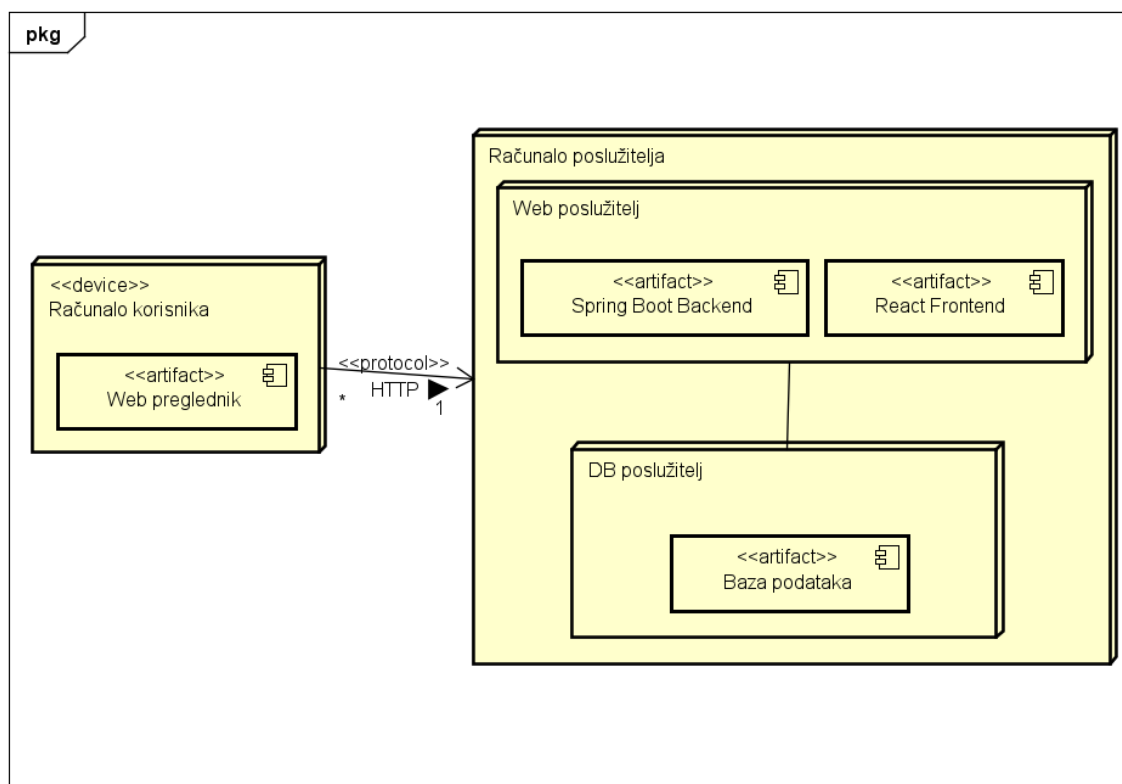 pkg
<<device>>
Računalo korisnika
<<artifact>>
Web preglednik
<<protocol>>
HTTP
*
1
Računalo poslužitelja
Web poslužitelj
<<artifact>>
Spring Boot Backend
<<artifact>>
React Frontend
DB poslužitelj
<<artifact>>
Baza podataka